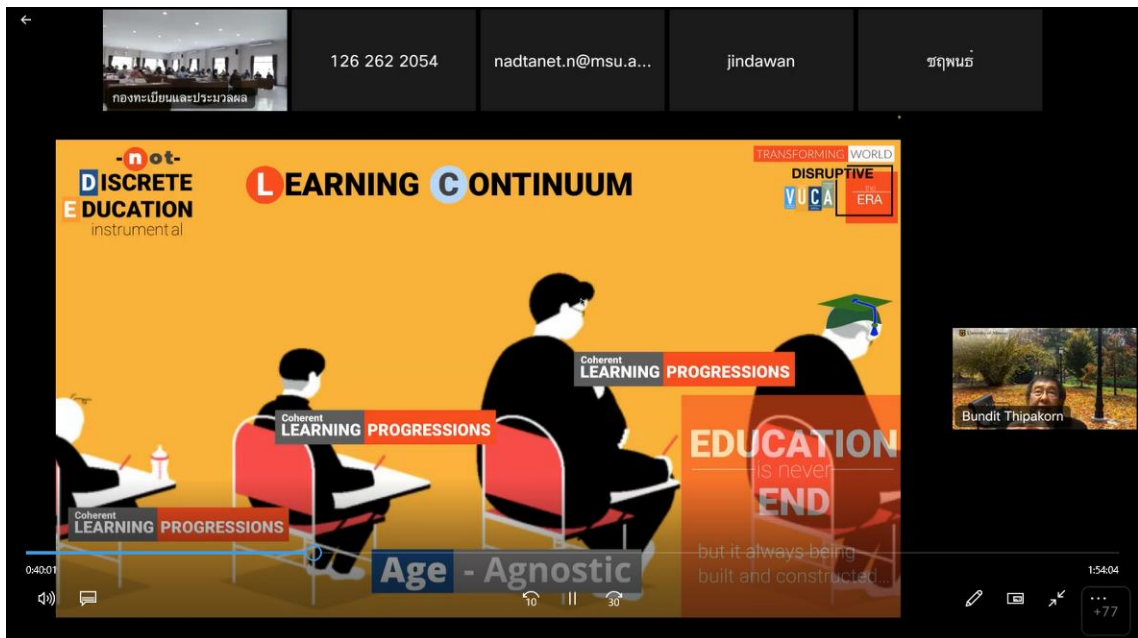 กองทะเบียนและประมวลผล
126 262 2054
nadtanet.n@msu.a...
jindawan
ชฤพนธ์
-not-
DISCRETE
EDUCATION
instrumental
LEARNING CONTINUUM
TRANSFORMING WORLD
DISRUPTIVE
VUCA
the
ERA
Coherent
LEARNING PROGRESSIONS
Coherent
LEARNING PROGRESSIONS
Coherent
LEARNING PROGRESSIONS
EDUCATION
is never
END
but it always being
built and constructed...
Age - Agnostic
Bundit Thipakorn
0:40:01
1:54:04
10
30
+77